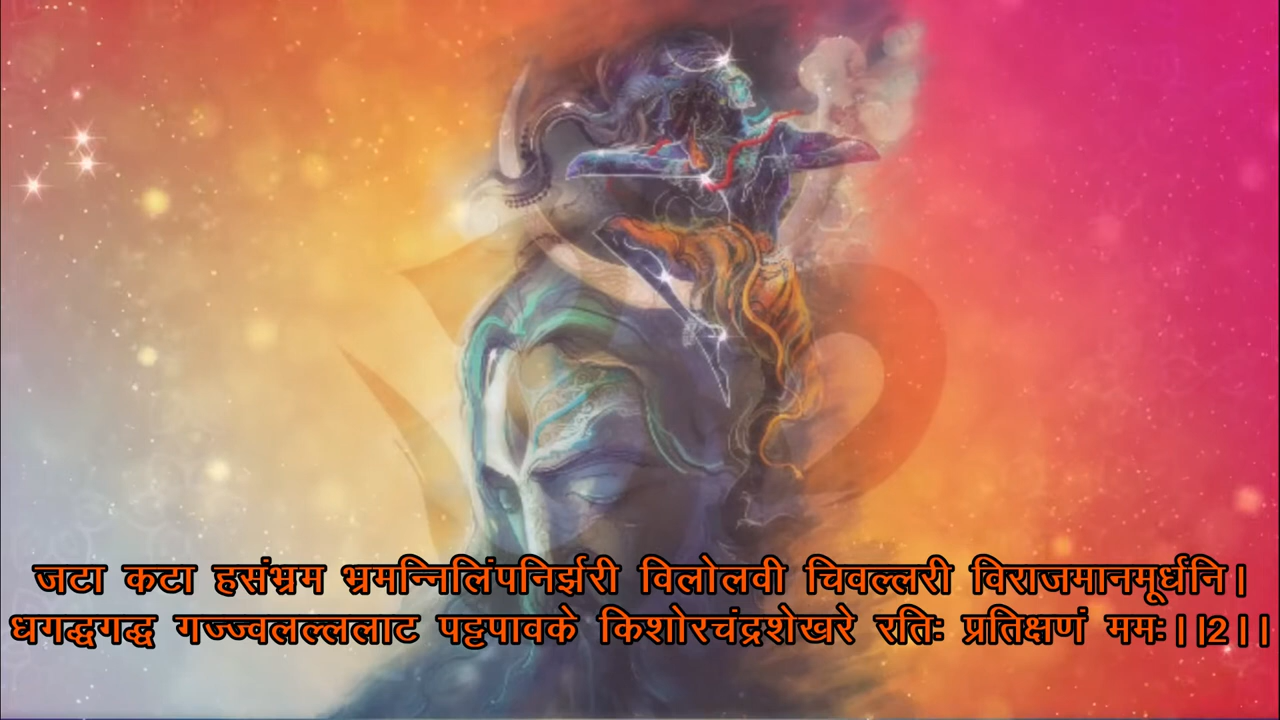 जटा कटा हसंभ्रम भ्रमन्निलिंपनिर्झरी विलोलवी चिवल्लरी विराजमानमूर्धनि।
धगद्धगद्ध गज्ज्वलल्ललाट पट्टपावके किशोरचंद्रशेखरे रतिः प्रतिक्षणं ममः।।2।।